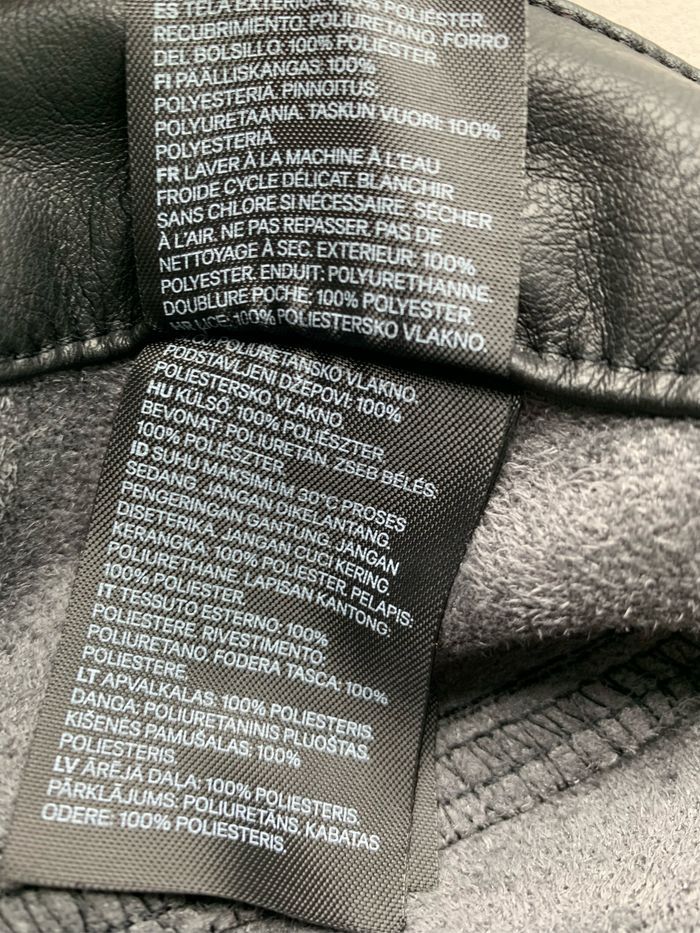 ES TELA EXTERIOR: 100% POLIÉSTER.
RECUBRIMIENTO: POLIURETANO. FORRO
DEL BOLSILLO: 100% POLIÉSTER.
FI PÄÄLLISKANGAS: 100%
POLYESTERIÄ. PINNOITUS:
POLYURETAANIA. TASKUN VUORI: 100%
POLYESTERIÄ.
FR LAVER À LA MACHINE À L'EAU
FROIDE CYCLE DÉLICAT. BLANCHIR
SANS CHLORE SI NÉCESSAIRE. SÉCHER
À L'AIR. NE PAS REPASSER. PAS DE
NETTOYAGE À SEC. EXTERIEUR: 100%
POLYESTER. ENDUIT: POLYURETHANNE.
DOUBLURE POCHE: 100% POLYESTER.
HR LICE: 100% POLIESTERSKO VLAKNO.
POLIURETANSKO VLAKNO.
PODSTAVLJENI DŽEPOVI: 100%
POLIESTERSKO VLAKNO.
HU KÜLSŐ: 100% POLIÉSZTER.
BEVONAT: POLIURETÁN. ZSEB BÉLÉS:
100% POLIÉSZTER.
ID SUHU MAKSIMUM 30°C PROSES
SEDANG. JANGAN DIKELANTANG.
PENGERINGAN GANTUNG. JANGAN
DISETERIKA. JANGAN CUCI KERING.
KERANGKA: 100% POLIESTER. PELAPIS:
POLIURETHANE. LAPISAN KANTONG:
100% POLIESTER.
IT TESSUTO ESTERNO: 100%
POLIESTERE. RIVESTIMENTO:
POLIURETANO. FODERA TASCA: 100%
POLIESTERE.
LT APVALKALAS: 100% POLIESTERIS.
DANGA: POLIURETANINIS PLUOŠTAS.
KIŠENĖS PAMUŠALAS: 100%
POLIESTERIS.
LV ĀRĒJĀ DAĻA: 100% POLIESTERIS.
PĀRKLĀJUMS: POLIURETĀNS. KABATAS
ODERE: 100% POLIESTERIS.